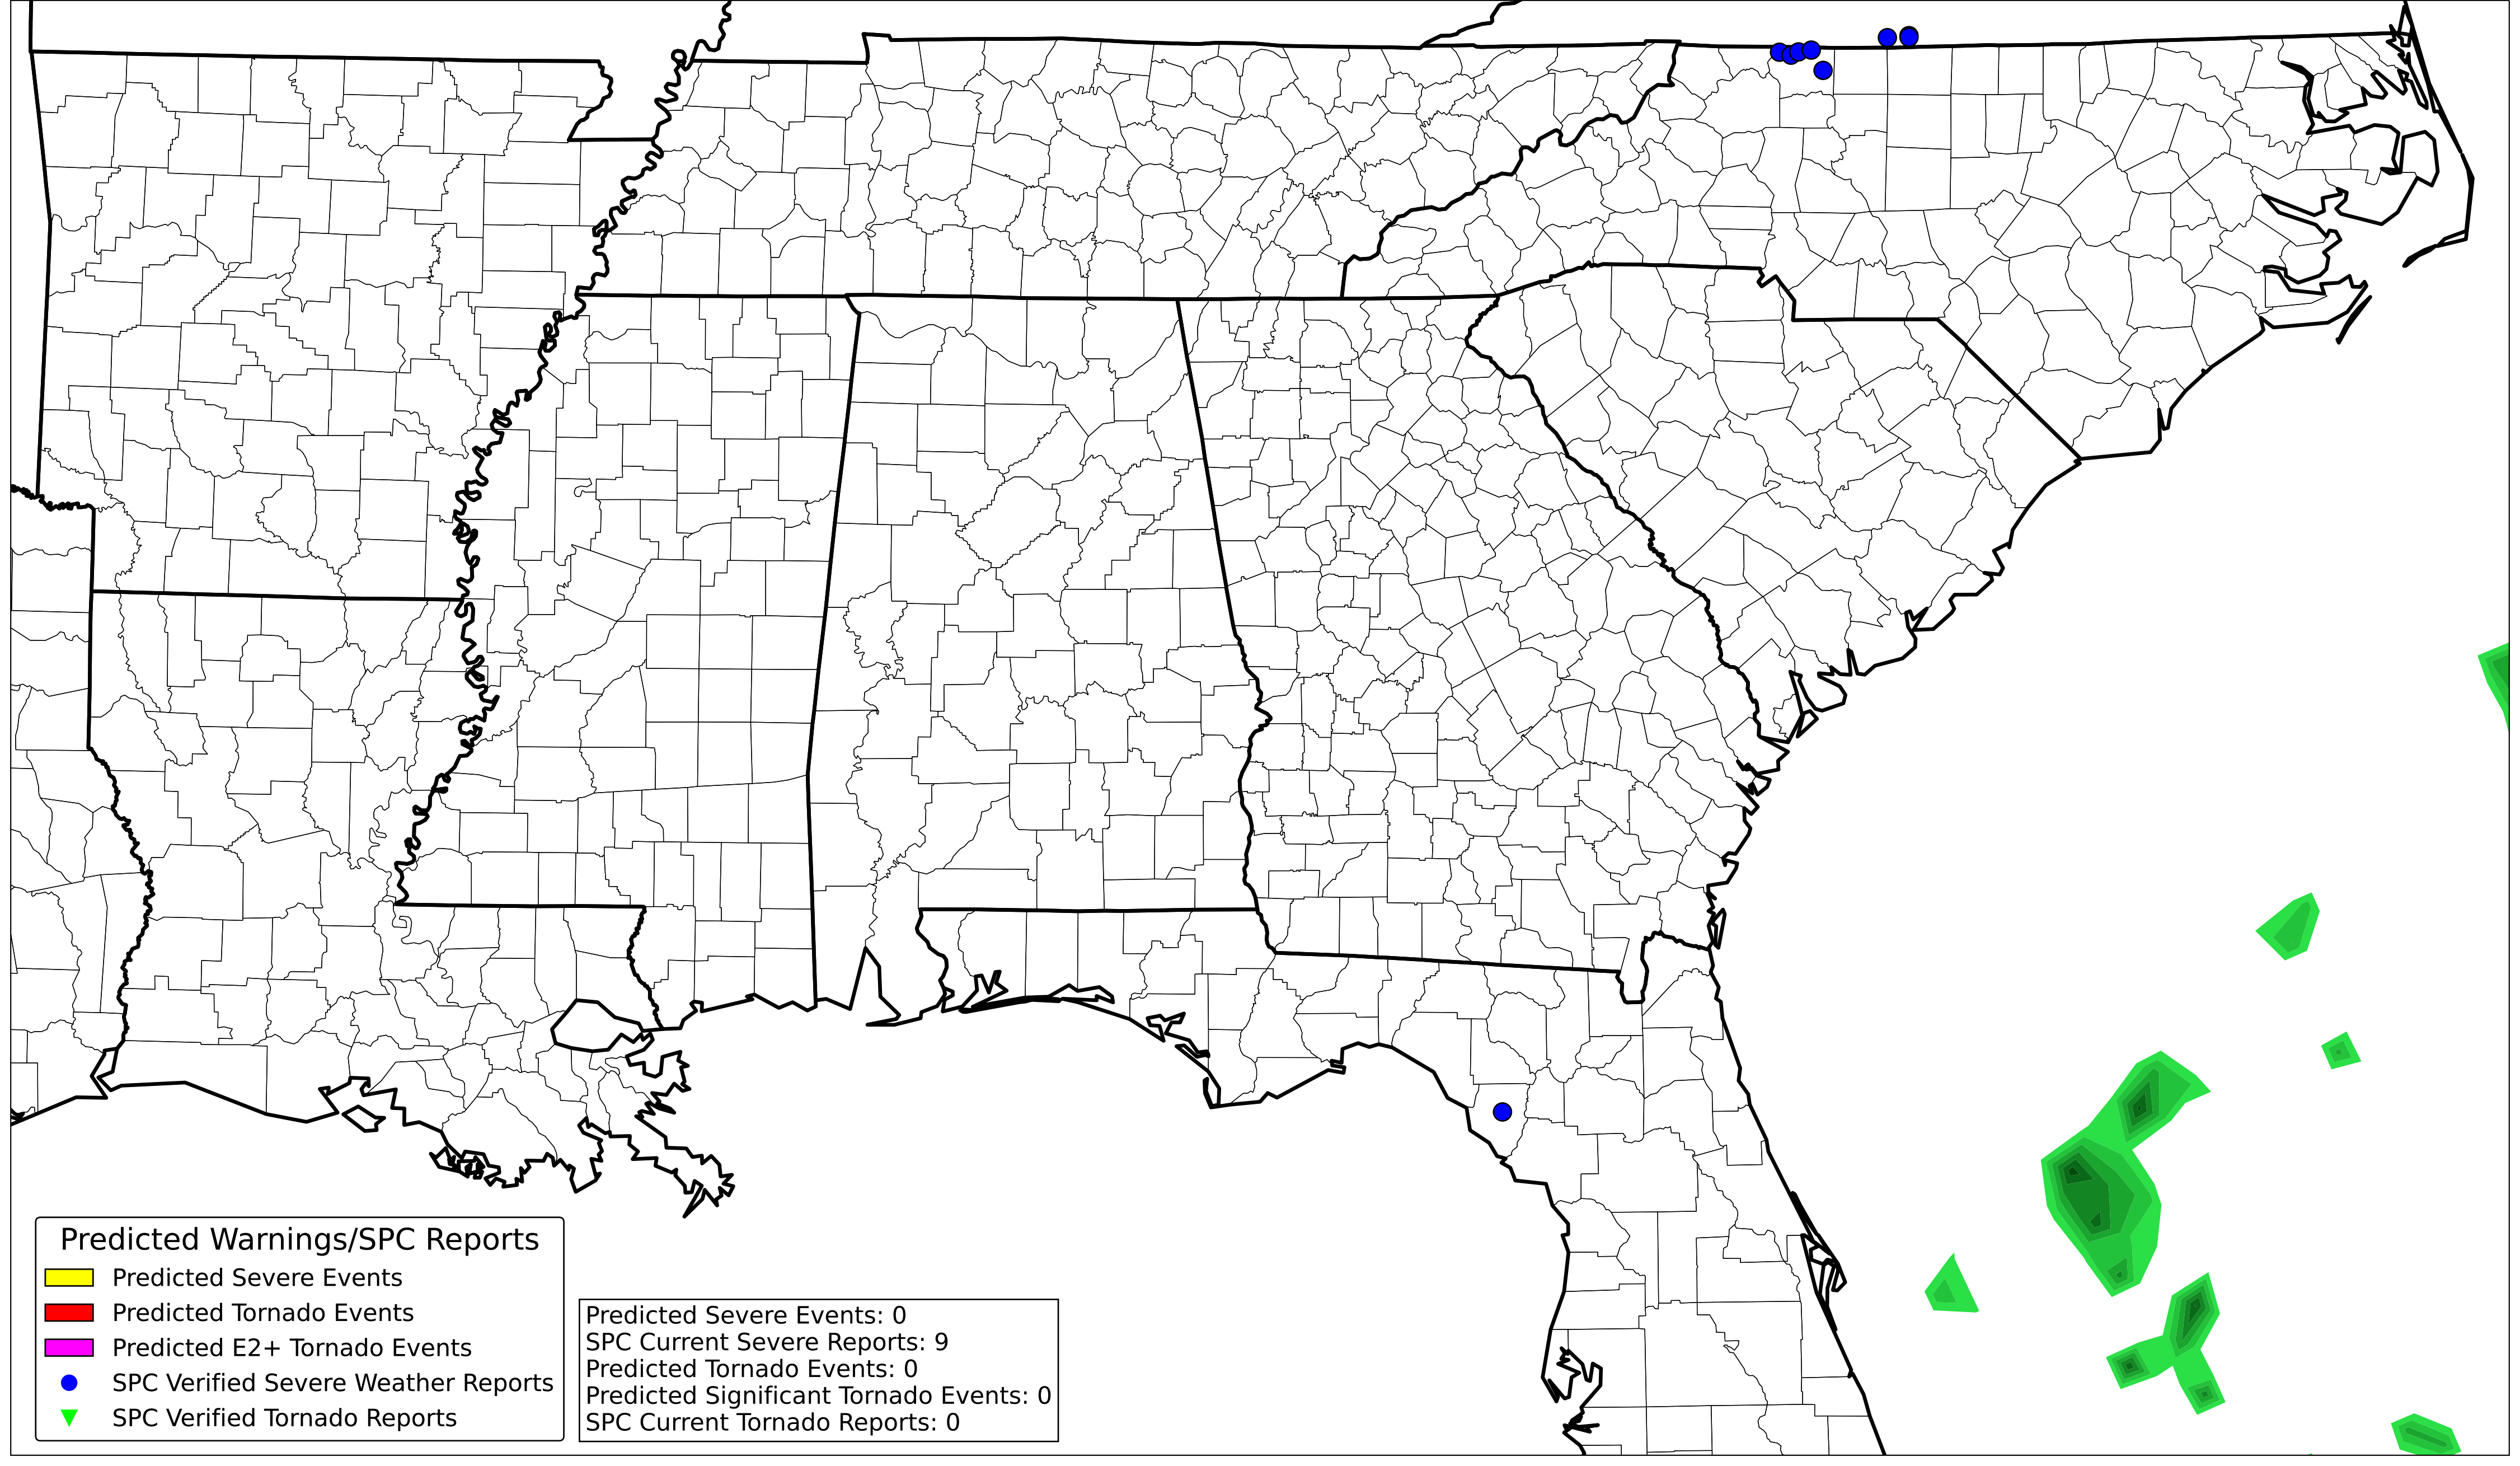 Predicted Warnings/SPC Reports
Predicted Severe Events
Predicted Tornado Events
Predicted E2+ Tornado Events
SPC Verified Severe Weather Reports
SPC Verified Tornado Reports
Predicted Severe Events: 0
SPC Current Severe Reports: 9
Predicted Tornado Events: 0
Predicted Significant Tornado Events: 0
SPC Current Tornado Reports: 0